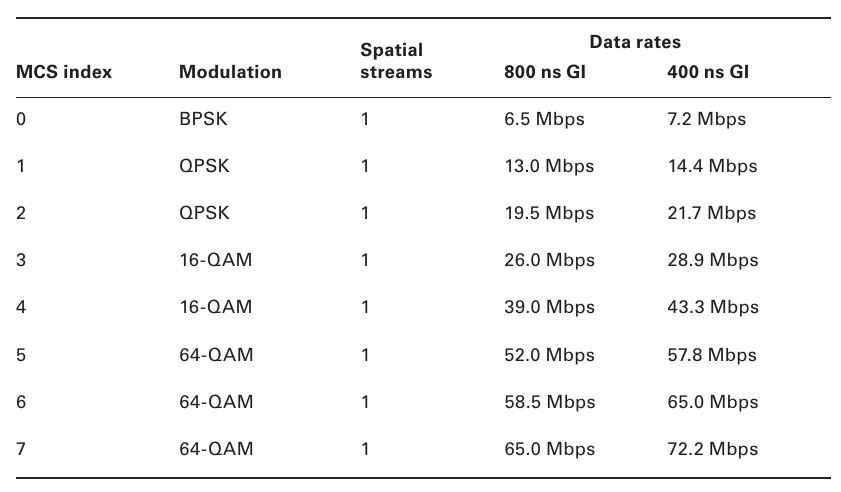 MCS index Modulation Spatial streams Data rates
800 ns GI 400 ns GI
0 BPSK 1 6.5 Mbps 7.2 Mbps
1 QPSK 1 13.0 Mbps 14.4 Mbps
2 QPSK 1 19.5 Mbps 21.7 Mbps
3 16-QAM 1 26.0 Mbps 28.9 Mbps
4 16-QAM 1 39.0 Mbps 43.3 Mbps
5 64-QAM 1 52.0 Mbps 57.8 Mbps
6 64-QAM 1 58.5 Mbps 65.0 Mbps
7 64-QAM 1 65.0 Mbps 72.2 Mbps